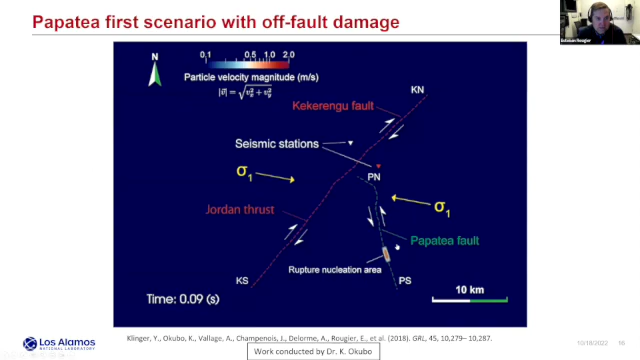 Papatea first scenario with off-fault damage
Esteban Rougier
N
0.1 0.5 1.0 2.0
Particle velocity magnitude (m/s)
|v⃗| = √v²ₓ + v²ᵧ
KN
Kekerengu fault
Seismic stations
σ₁
PN
σ₁
Jordan thrust
Papatea fault
Rupture nucleation area
KS
PS
10 km
Time: 0.09 (s)
Klinger, Y., Okubo, K., Vallage, A., Champenois, J., Delorme, A., Rougier, E., et al. (2018). GRL, 45, 10,279– 10,287.
Los Alamos
NATIONAL LABORATORY
Work conducted by Dr. K. Okubo
10/18/2022
16